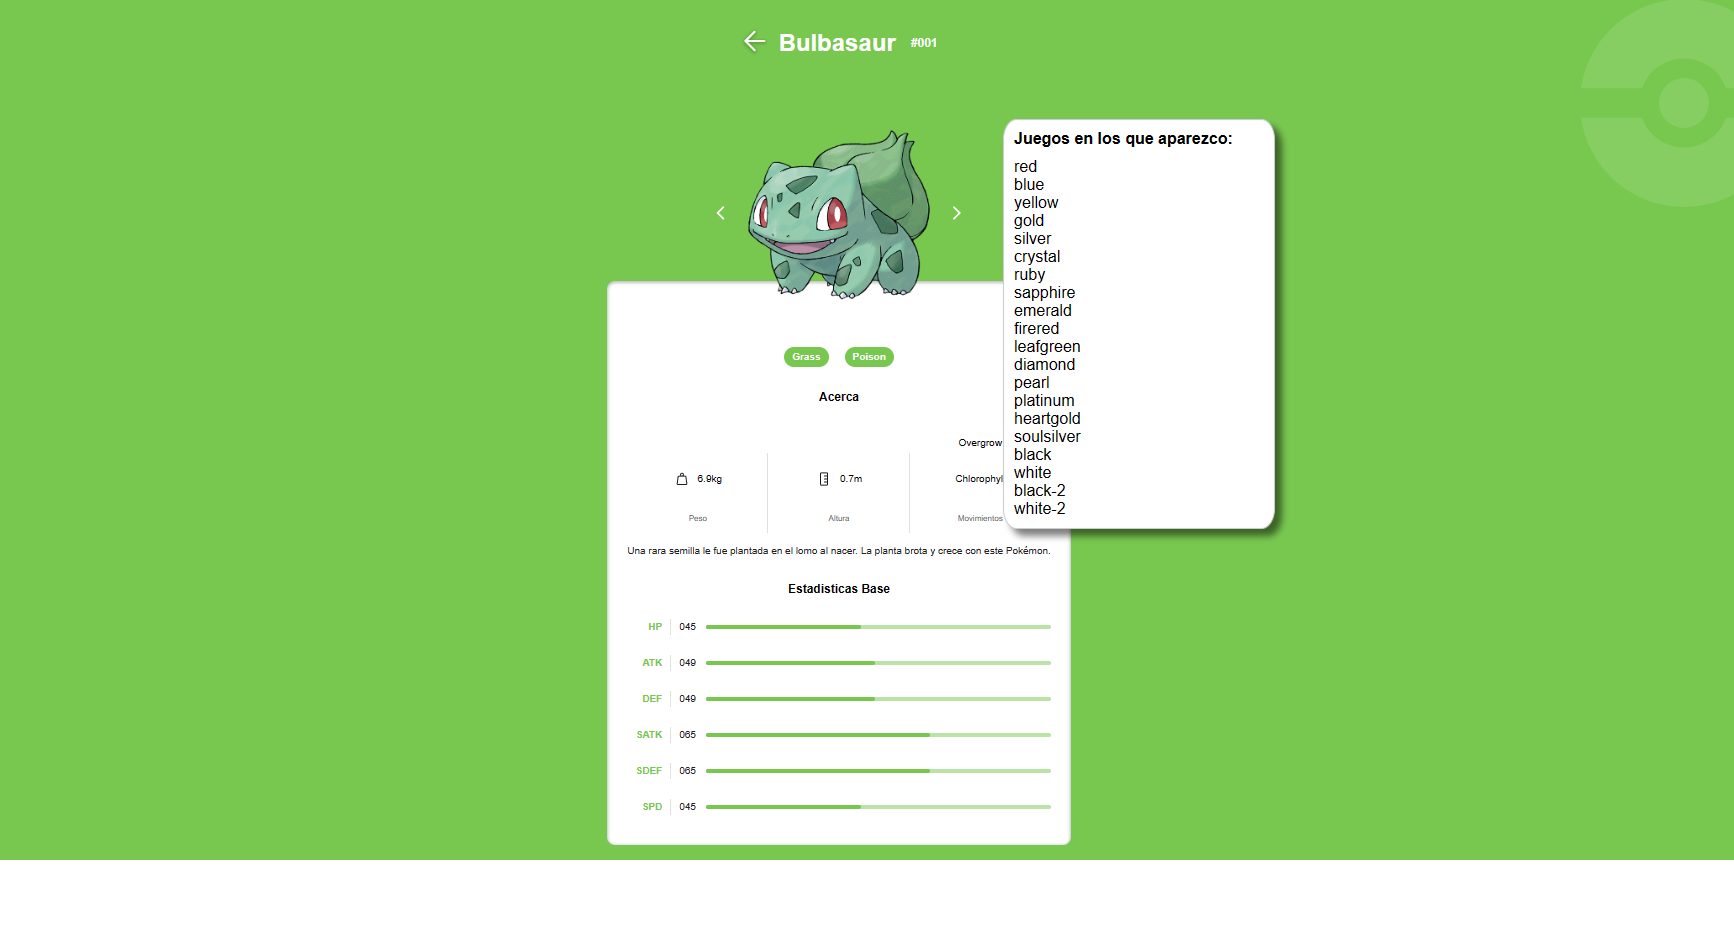 Bulbasaur #001
Juegos en los que aparezco:
red
blue
yellow
gold
silver
crystal
ruby
sapphire
emerald
firered
leafgreen
diamond
pearl
platinum
heartgold
soulsilver
black
white
black-2
white-2
Grass Poison
Acerca
Overgrow
6.9kg 0.7m Chlorophyl
Peso Altura Movimientos
Una rara semilla le fue plantada en el lomo al nacer. La planta brota y crece con este Pokémon.
Estadisticas Base
HP 045
ATK 049
DEF 049
SATK 065
SDEF 065
SPD 045